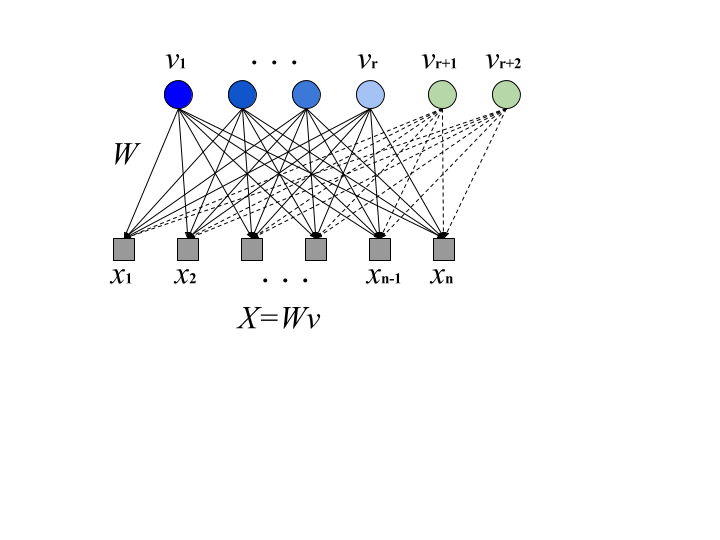 v1 . . . vr vr+1 vr+2
W
x1 x2 . . . xn-1 xn
X=Wv